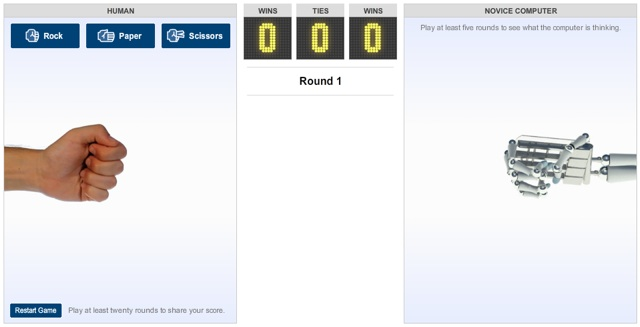 HUMAN
Rock
Paper
Scissors
WINS
TIES
WINS
0
0
0
Round 1
NOVICE COMPUTER
Play at least five rounds to see what the computer is thinking.
Restart Game
Play at least twenty rounds to share your score.